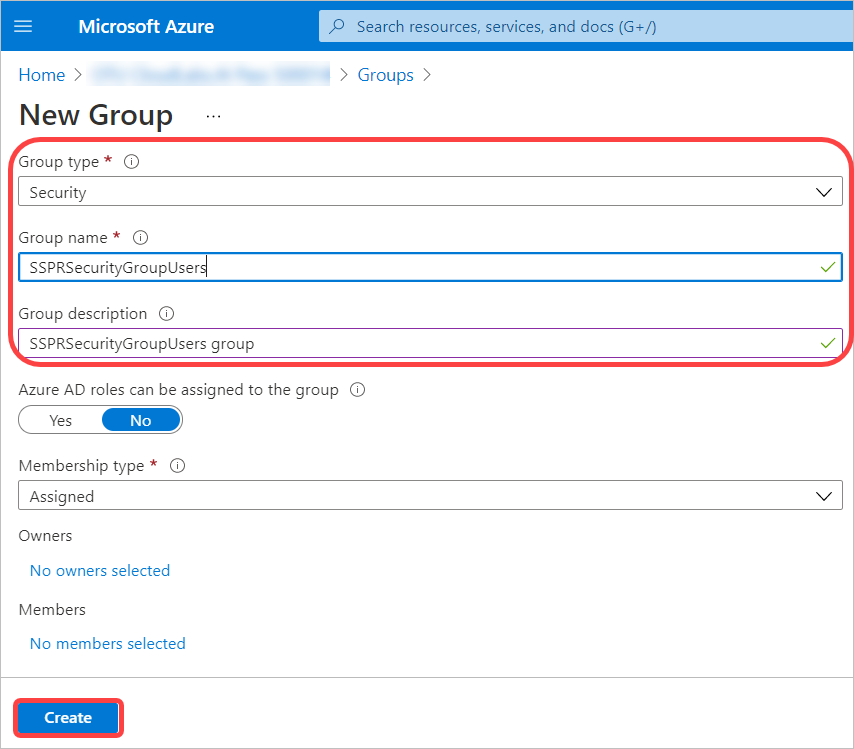 Microsoft Azure
Search resources, services, and docs (G+/)
Home > > Groups >
New Group ...
Group type *
Security
Group name *
SSPRSecurityGroupUsers
Group description
SSPRSecurityGroupUsers group
Azure AD roles can be assigned to the group
Yes No
Membership type *
Assigned
Owners
No owners selected
Members
No members selected
Create